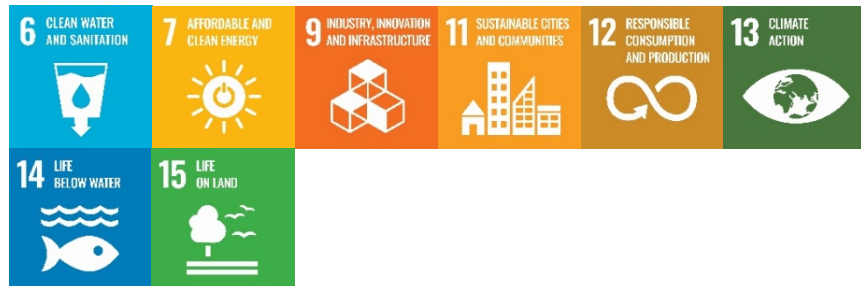 6 CLEAN WATER
AND SANITATION
7 AFFORDABLE AND
CLEAN ENERGY
9 INDUSTRY, INNOVATION
AND INFRASTRUCTURE
11 SUSTAINABLE CITIES
AND COMMUNITIES
12 RESPONSIBLE
CONSUMPTION
AND PRODUCTION
13 CLIMATE
ACTION
14 LIFE
BELOW WATER
15 LIFE
ON LAND